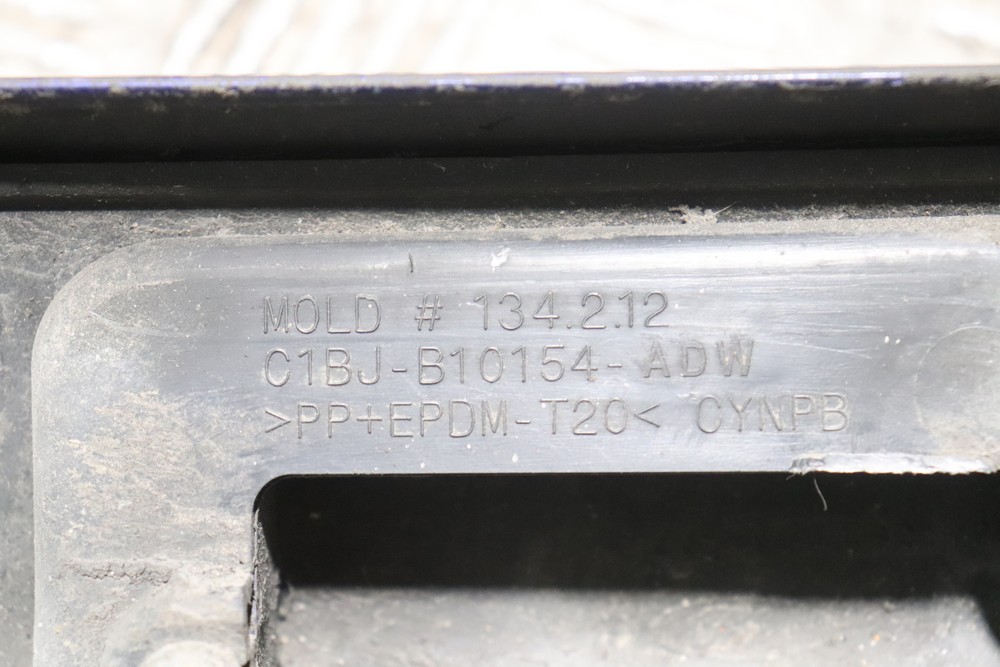 MOLD # 134.2.12
C1BJ-B10154-ADW
>PP+EPDM-T20< CYNPB